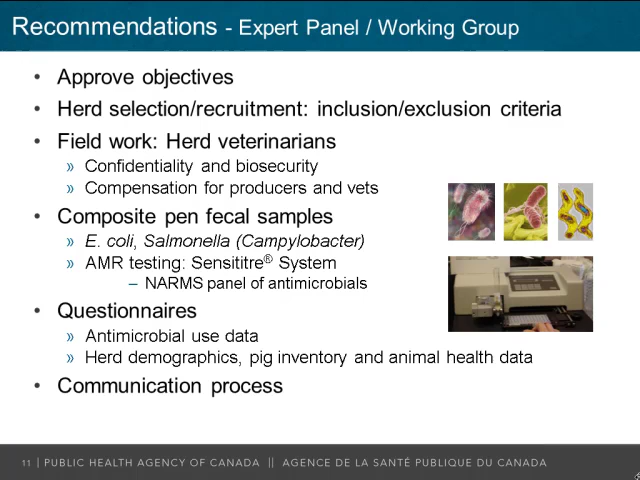 Recommendations - Expert Panel / Working Group
• Approve objectives
• Herd selection/recruitment: inclusion/exclusion criteria
• Field work: Herd veterinarians
» Confidentiality and biosecurity
» Compensation for producers and vets
• Composite pen fecal samples
» E. coli, Salmonella (Campylobacter)
» AMR testing: Sensititre® System
– NARMS panel of antimicrobials
• Questionnaires
» Antimicrobial use data
» Herd demographics, pig inventory and animal health data
• Communication process
11 | PUBLIC HEALTH AGENCY OF CANADA || AGENCE DE LA SANTÉ PUBLIQUE DU CANADA